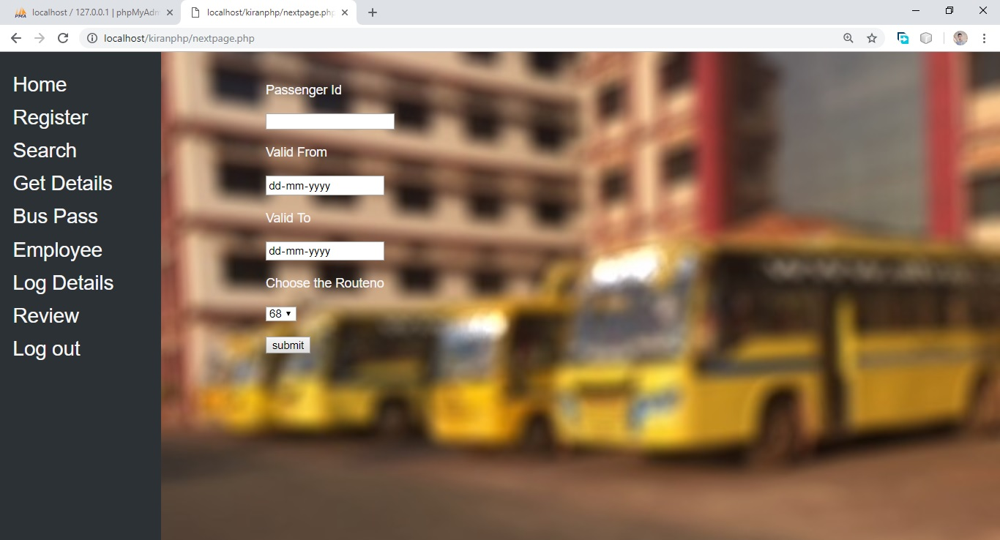 localhost / 127.0.0.1 | phpMyAdm
localhost/kiranphp/nextpage.php
localhost/kiranphp/nextpage.php
Home
Register
Search
Get Details
Bus Pass
Employee
Log Details
Review
Log out
Passenger Id
Valid From
dd-mm-yyyy
Valid To
dd-mm-yyyy
Choose the Routeno
68
submit